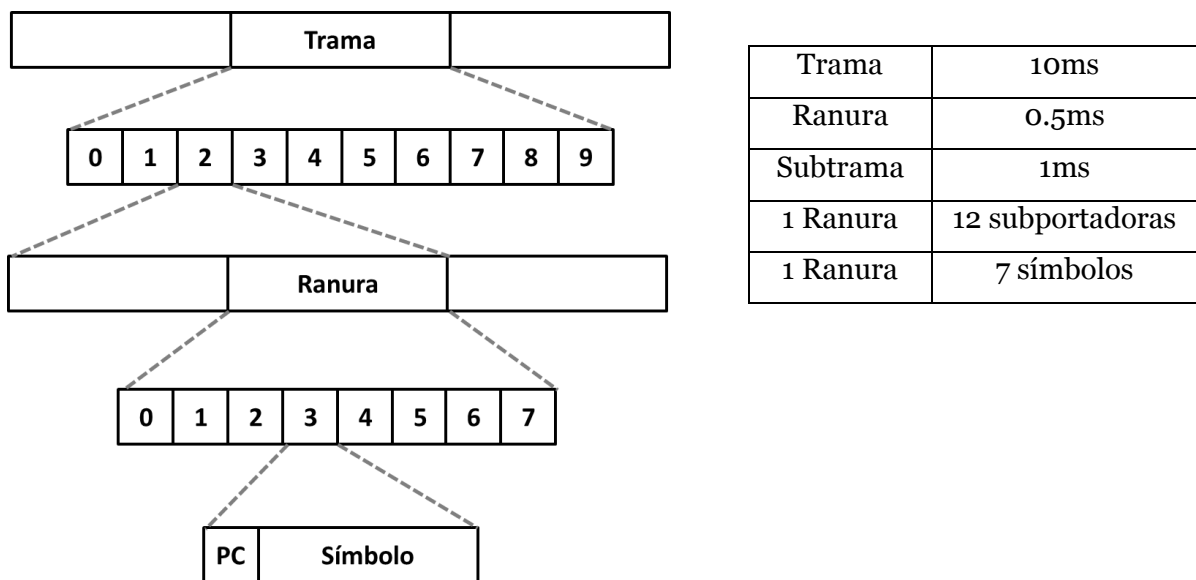 Trama
0 1 2 3 4 5 6 7 8 9
Ranura
0 1 2 3 4 5 6 7
PC Símbolo
Trama 10ms
Ranura 0.5ms
Subtrama 1ms
1 Ranura 12 subportadoras
1 Ranura 7 símbolos